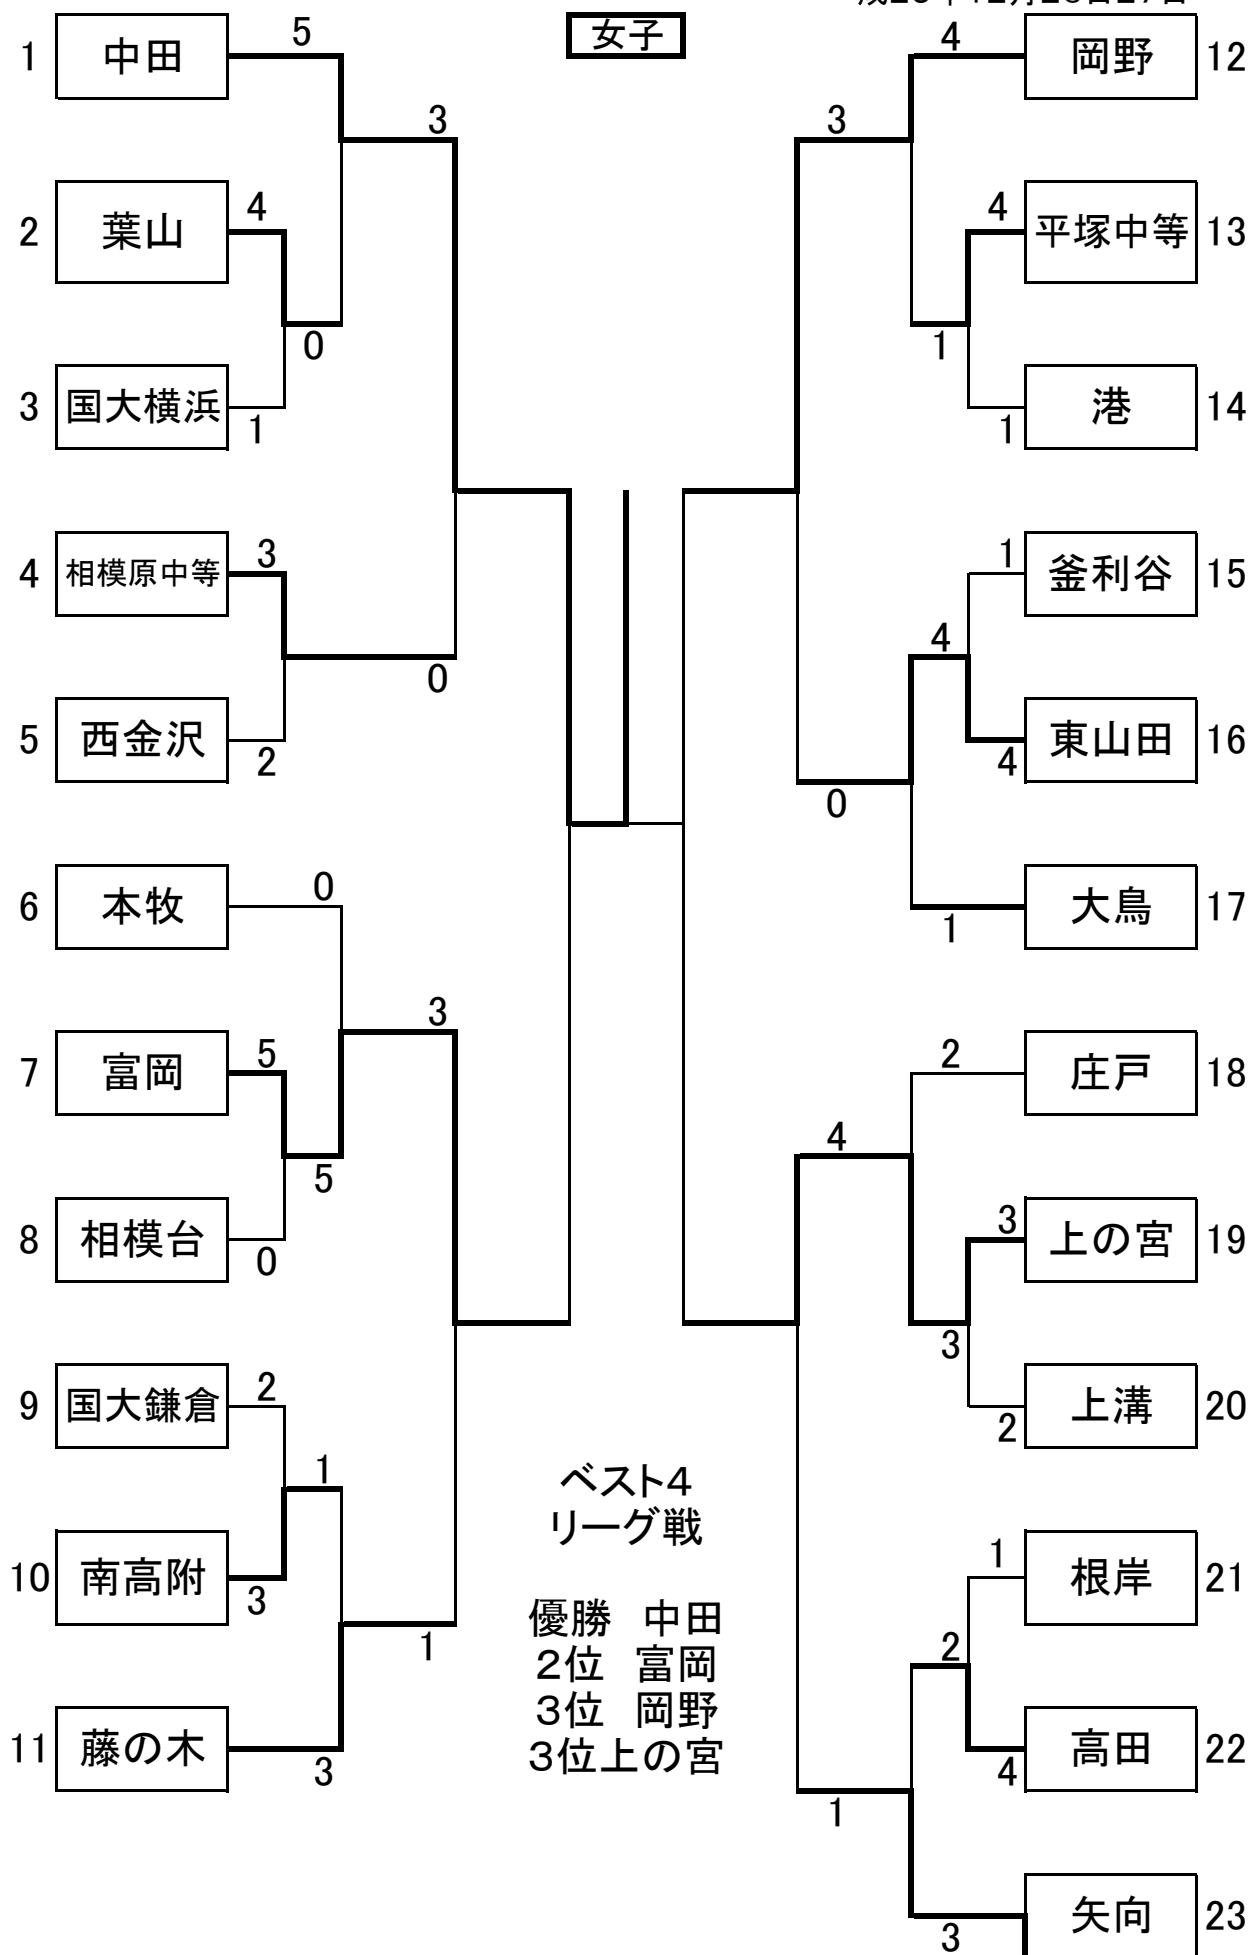 女子
1 中田 5
3
2 葉山 4
0
3 国大横浜 1
4 相模原中等 3
0
5 西金沢 2
6 本牧 0
3
7 富岡 5
5
8 相模台 0
9 国大鎌倉 2
1
10 南高附 3
1
11 藤の木 3
4 岡野 12
3
4 平塚中等 13
1
1 港 14
1 釜利谷 15
4
4 東山田 16
0
1 大鳥 17
2 庄戸 18
4
3 上の宮 19
3
2 上溝 20
1 根岸 21
2
4 高田 22
1
3 矢向 23
ベスト4
リーグ戦
優勝 中田
2位 富岡
3位 岡野
3位上の宮